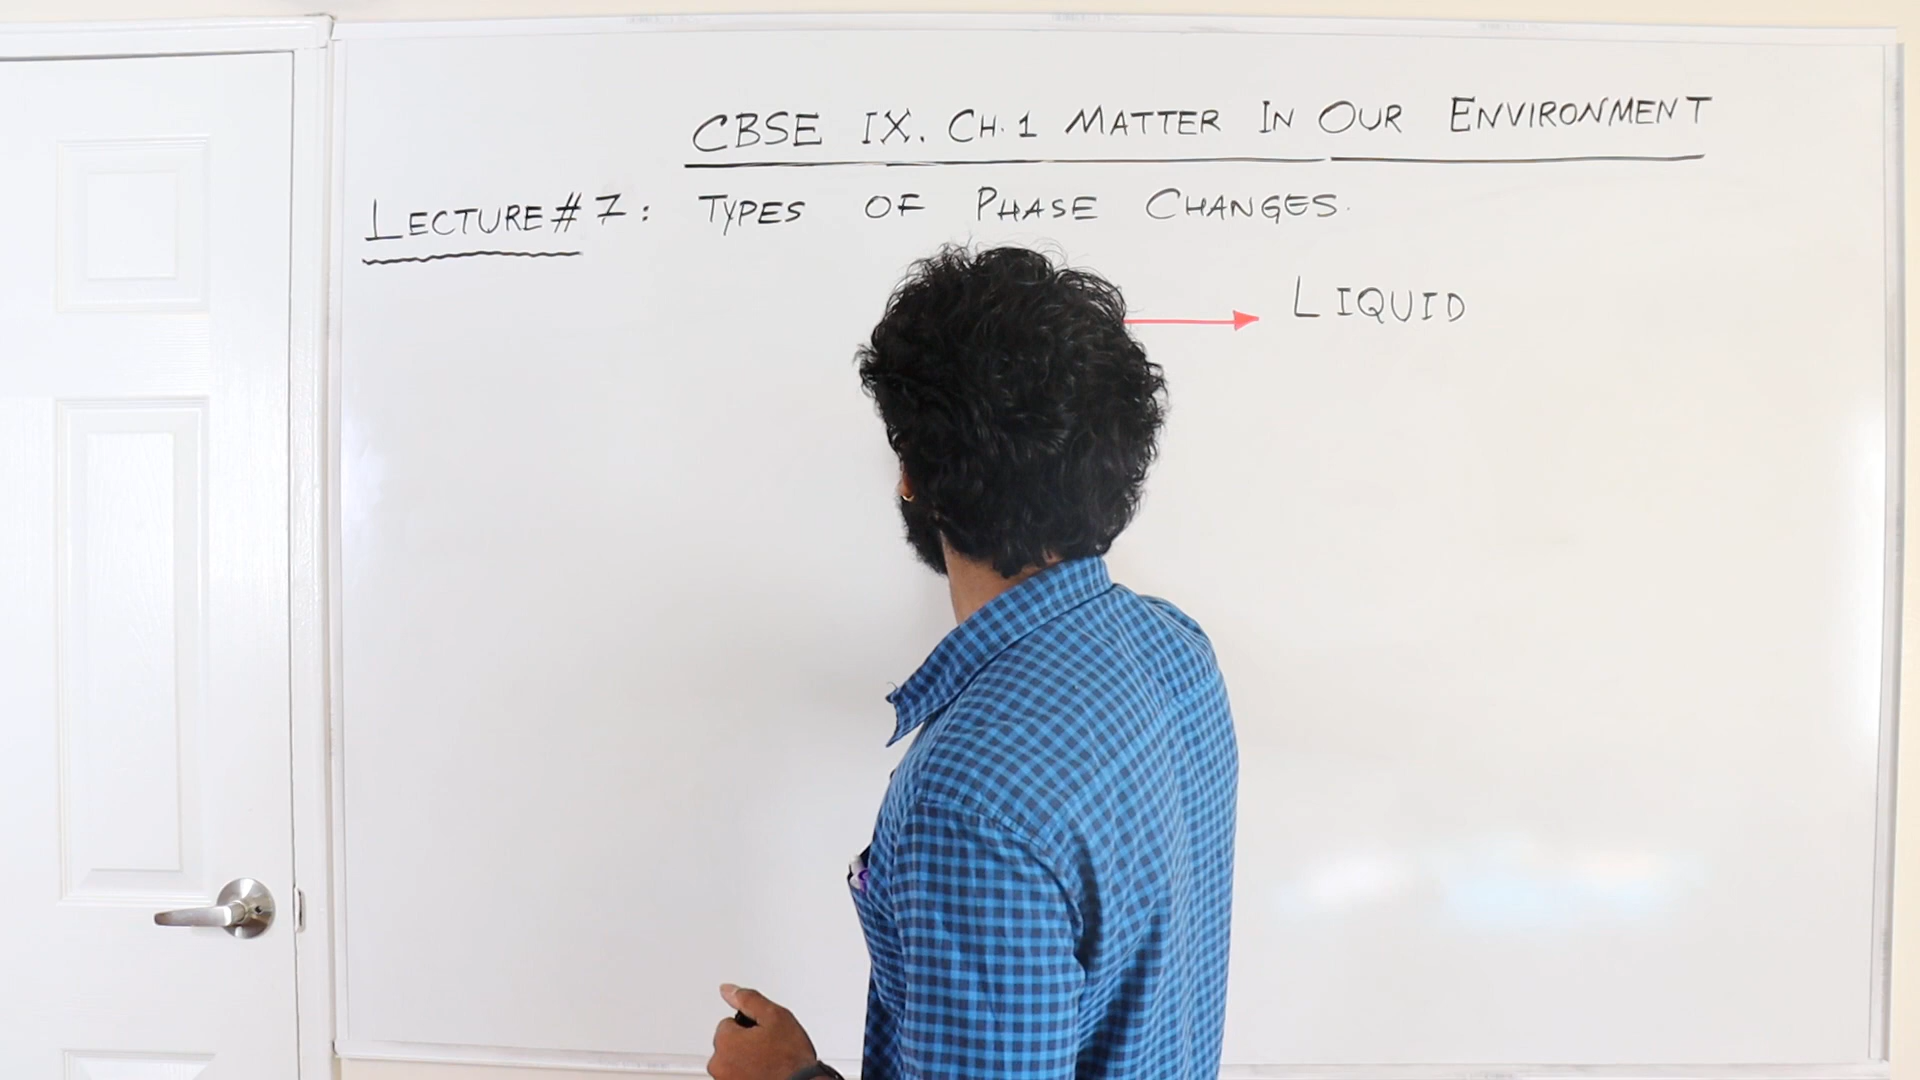 CBSE IX. CH.1 MATTER IN OUR ENVIRONMENT
LECTURE # 7: TYPES OF PHASE CHANGES.
LIQUID